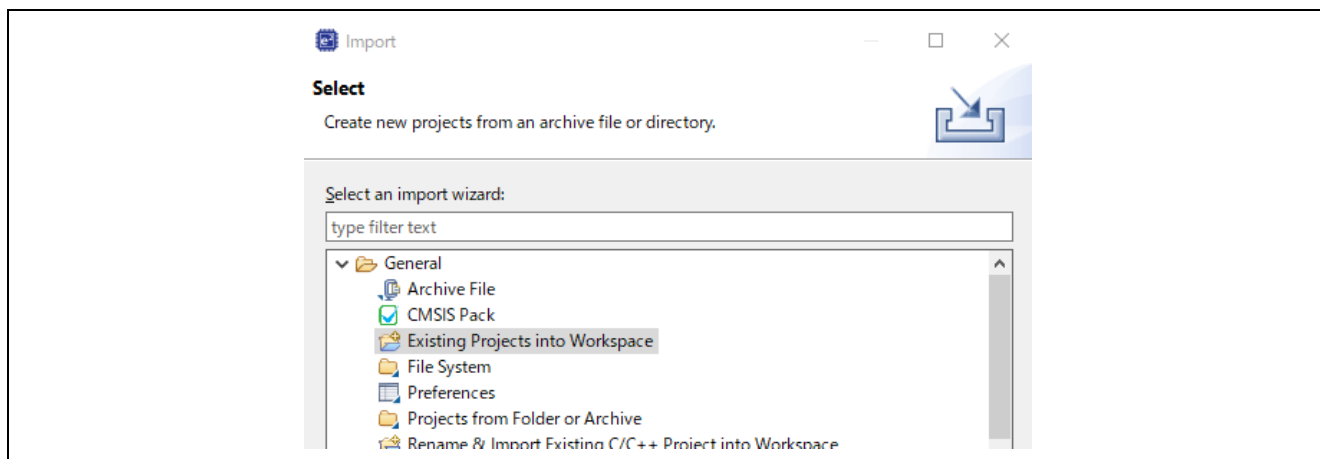 Import
Select
Create new projects from an archive file or directory.
Select an import wizard:
type filter text
General
Archive File
CMSIS Pack
Existing Projects into Workspace
File System
Preferences
Projects from Folder or Archive
Rename & Import Existing C/C++ Project into Workspace